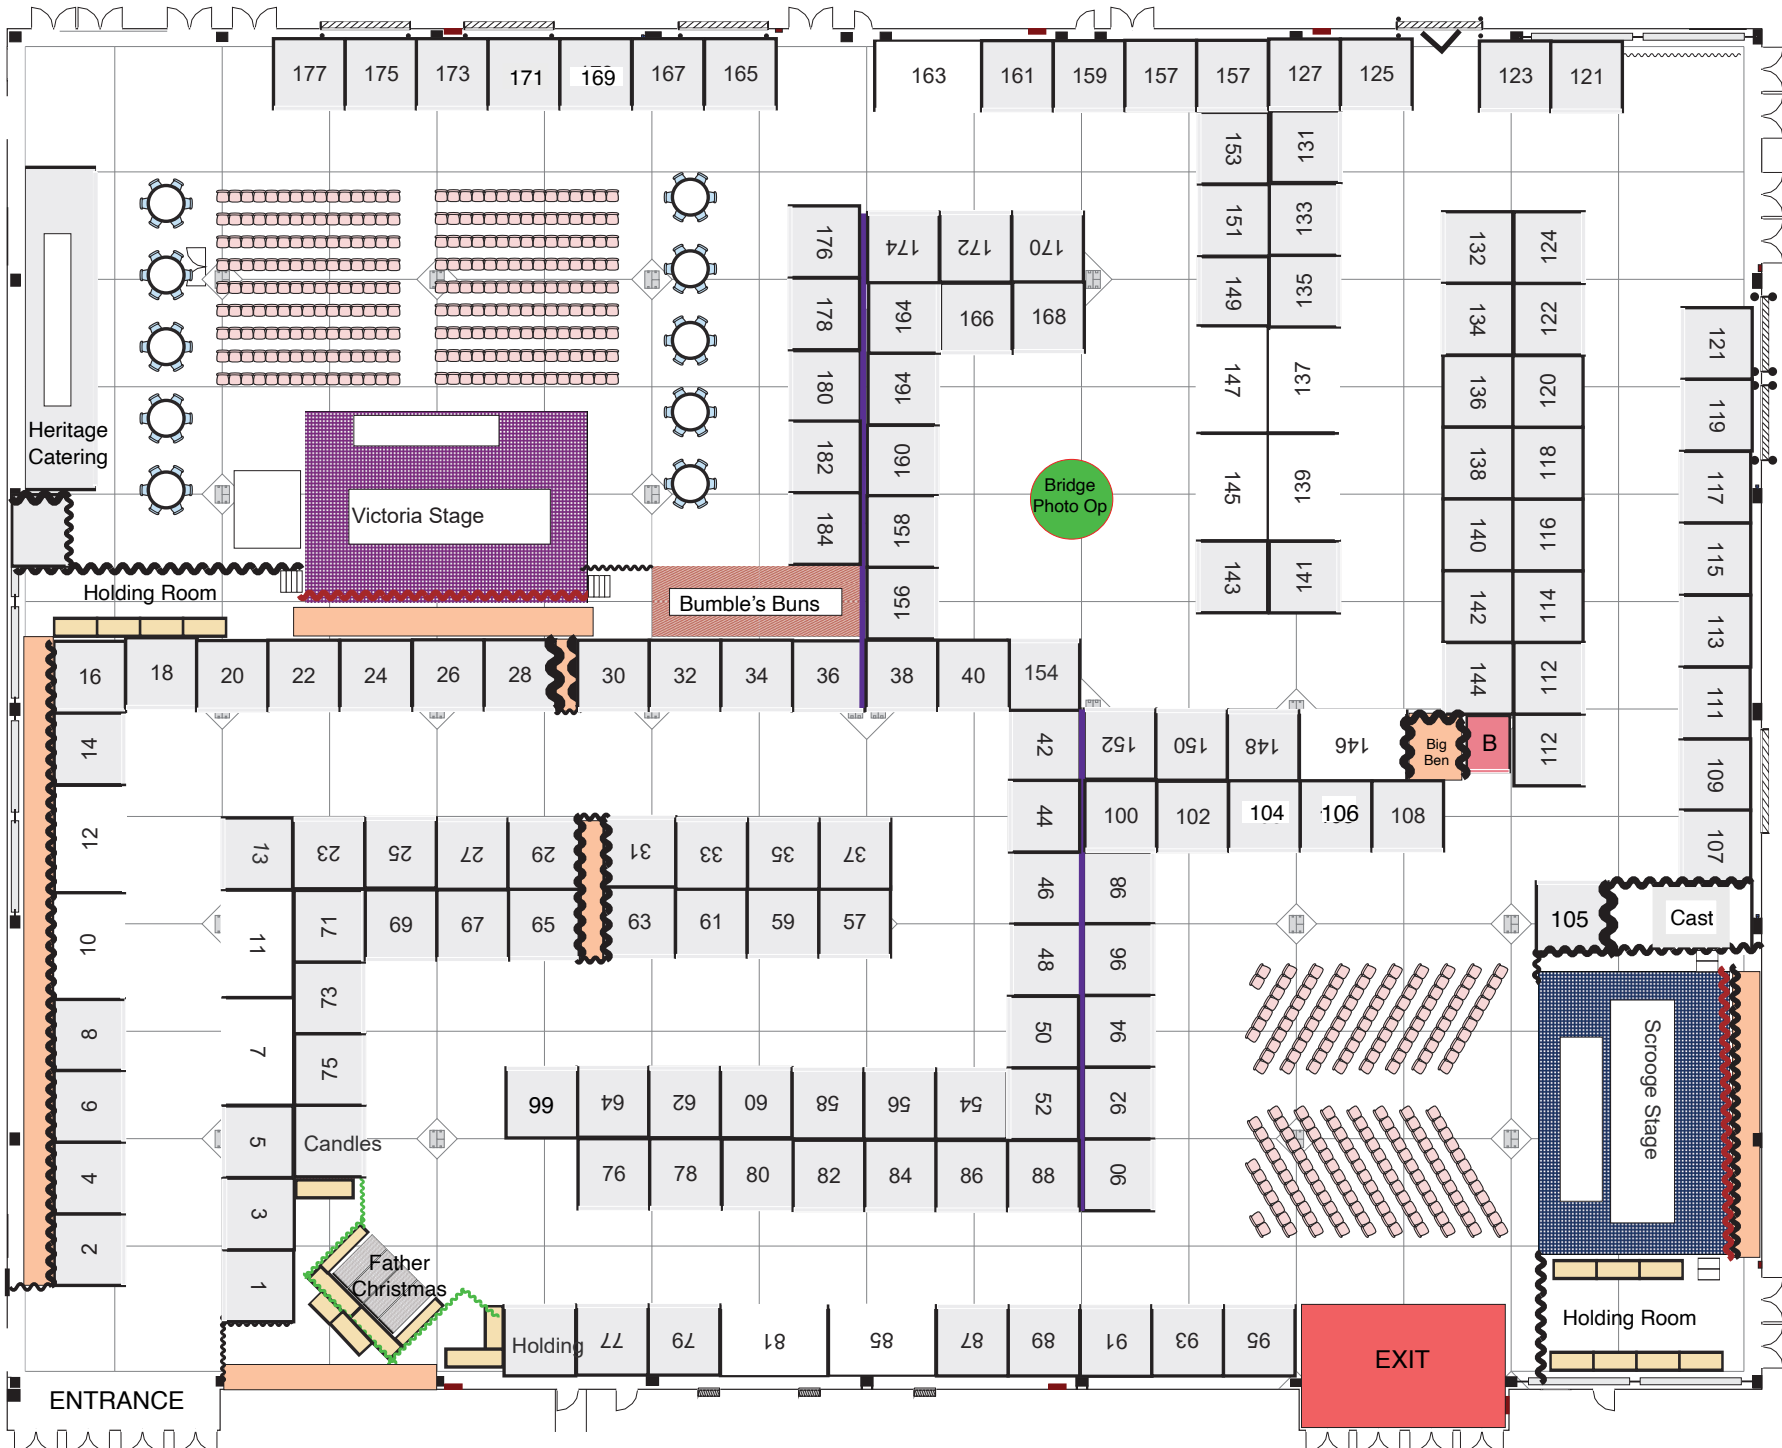 177 175 173 171 169 167 165 163 161 159 157 157 127 125 123 121
153 131
151 133
149 135
147 137
145 139
143 141
176 174 172 170
178 164 166 168
180 164
182 160
184 158
156
132 124
134 122
136 120
138 118
140 116
142 114
144 112
112
121
119
117
115
113
111
109
107
Heritage
Catering
Victoria Stage
Bridge
Photo Op
Holding Room
Bumble's Buns
16 18 20 22 24 26 28 30 32 34 36 38 40 154
14
12
10
8
6
4
2
42 152 150 148 146
Big
Ben
B
44 100 102 104 106 108
46 98
48 96
50 94
52 92
90
13 23 25 27 29 31 33 35 37
11 71 69 67 65 63 61 59 57
73
7 75
5 Candles
3
1
99 64 62 60 58 56 54
76 78 80 82 84 86 88
105 Cast
Scrooge Stage
Father
Christmas
Holding 77 79 81 85 87 89 91 93 95
EXIT
Holding Room
ENTRANCE